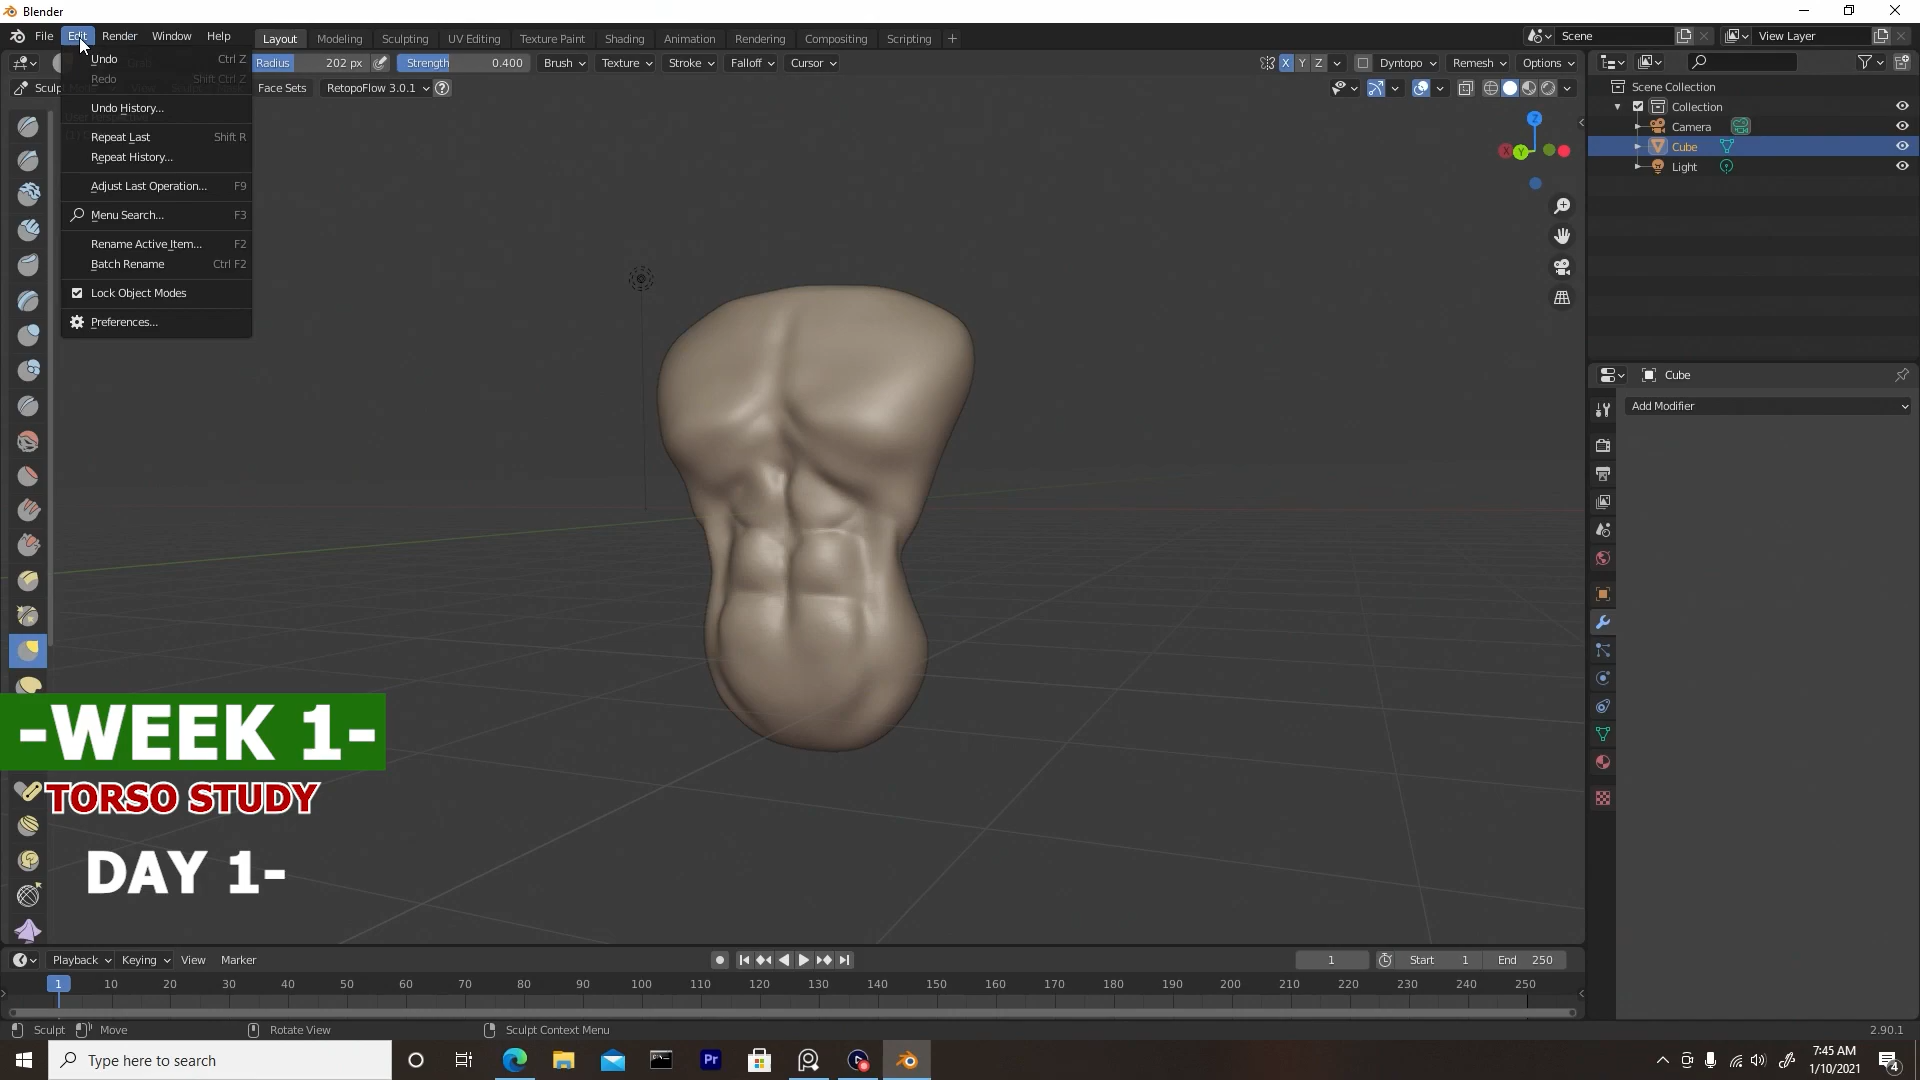 Blender
File Edit Render Window Help Layout Modeling Sculpting UV Editing Texture Paint Shading Animation Rendering Compositing Scripting + Scene View Layer
Radius 202 px Strength 0.400 Brush Texture Stroke Falloff Cursor X Y Z Dyntopo Remesh Options
Face Sets RetopoFlow 3.0.1 ?
Undo Ctrl Z
Redo Shift Ctrl Z
Undo History...
Repeat Last Shift R
Repeat History...
Adjust Last Operation... F9
Menu Search... F3
Rename Active Item... F2
Batch Rename Ctrl F2
Lock Object Modes
Preferences...
Z
X Y
Scene Collection
Collection
Camera
Cube
Light
Cube
Add Modifier
-WEEK 1-
TORSO STUDY
DAY 1-
Playback Keying View Marker 1 Start 1 End 250
1 10 20 30 40 50 60 70 80 90 100 110 120 130 140 150 160 170 180 190 200 210 220 230 240 250
Sculpt Move Rotate View Sculpt Context Menu 2.90.1
Type here to search Pr 7:45 AM
1/10/2021 4